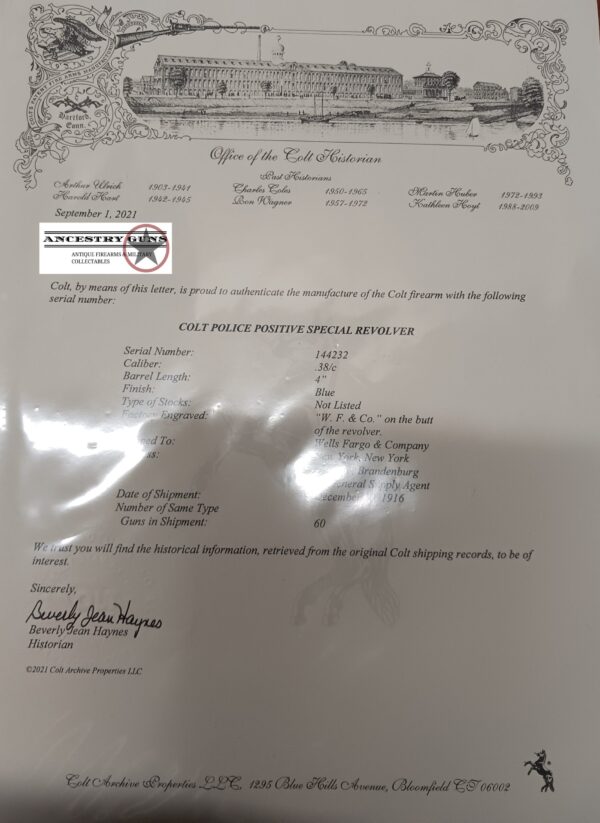 Hartford,
Conn.
Office of the Colt Historian
Past Historians
Arthur Ulrich 1903-1941 Charles Coles 1950-1965 Martin Huber 1972-1993
Harold Hart 1942-1945 Don Wagner 1957-1972 Kathleen Hoyt 1988-2009
September 1, 2021
ANCESTRY GUNS
ANTIQUE FIREARMS & MILITARY
COLLECTABLES
Colt, by means of this letter, is proud to authenticate the manufacture of the Colt firearm with the following
serial number:
COLT POLICE POSITIVE SPECIAL REVOLVER
Serial Number: 144232
Caliber: .38/c
Barrel Length: 4"
Finish: Blue
Type of Stocks: Not Listed
Factory Engraved: "W. F. & Co." on the butt
of the revolver.
To: Wells Fargo & Company
New York, New York
Brandenburg
General Supply Agent
Date of Shipment: December 1916
Number of Same Type
Guns in Shipment: 60
We trust you will find the historical information, retrieved from the original Colt shipping records, to be of
interest.
Sincerely,
Beverly Jean Haynes
Beverly Jean Haynes
Historian
©2021 Colt Archive Properties LLC
Colt Archive Properties LLC, 1295 Blue Hills Avenue, Bloomfield CT 06002